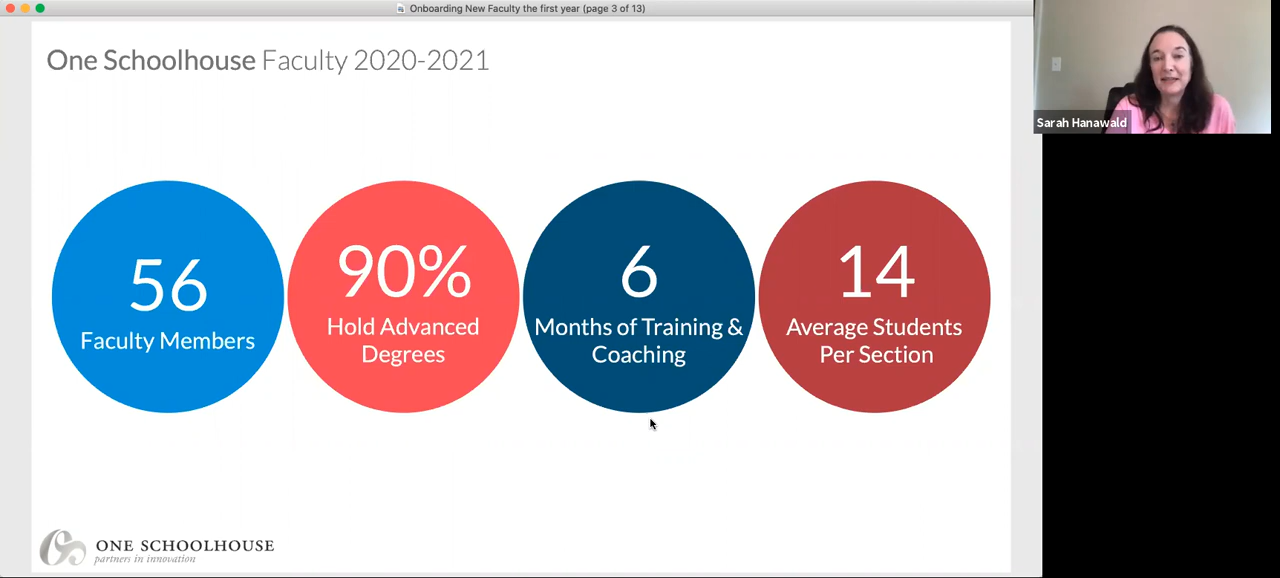 Onboarding New Faculty the first year (page 3 of 13)
One Schoolhouse Faculty 2020-2021
Sarah Hanawald
56
Faculty Members
90%
Hold Advanced
Degrees
6
Months of Training &
Coaching
14
Average Students
Per Section
ONE SCHOOLHOUSE
partners in innovation